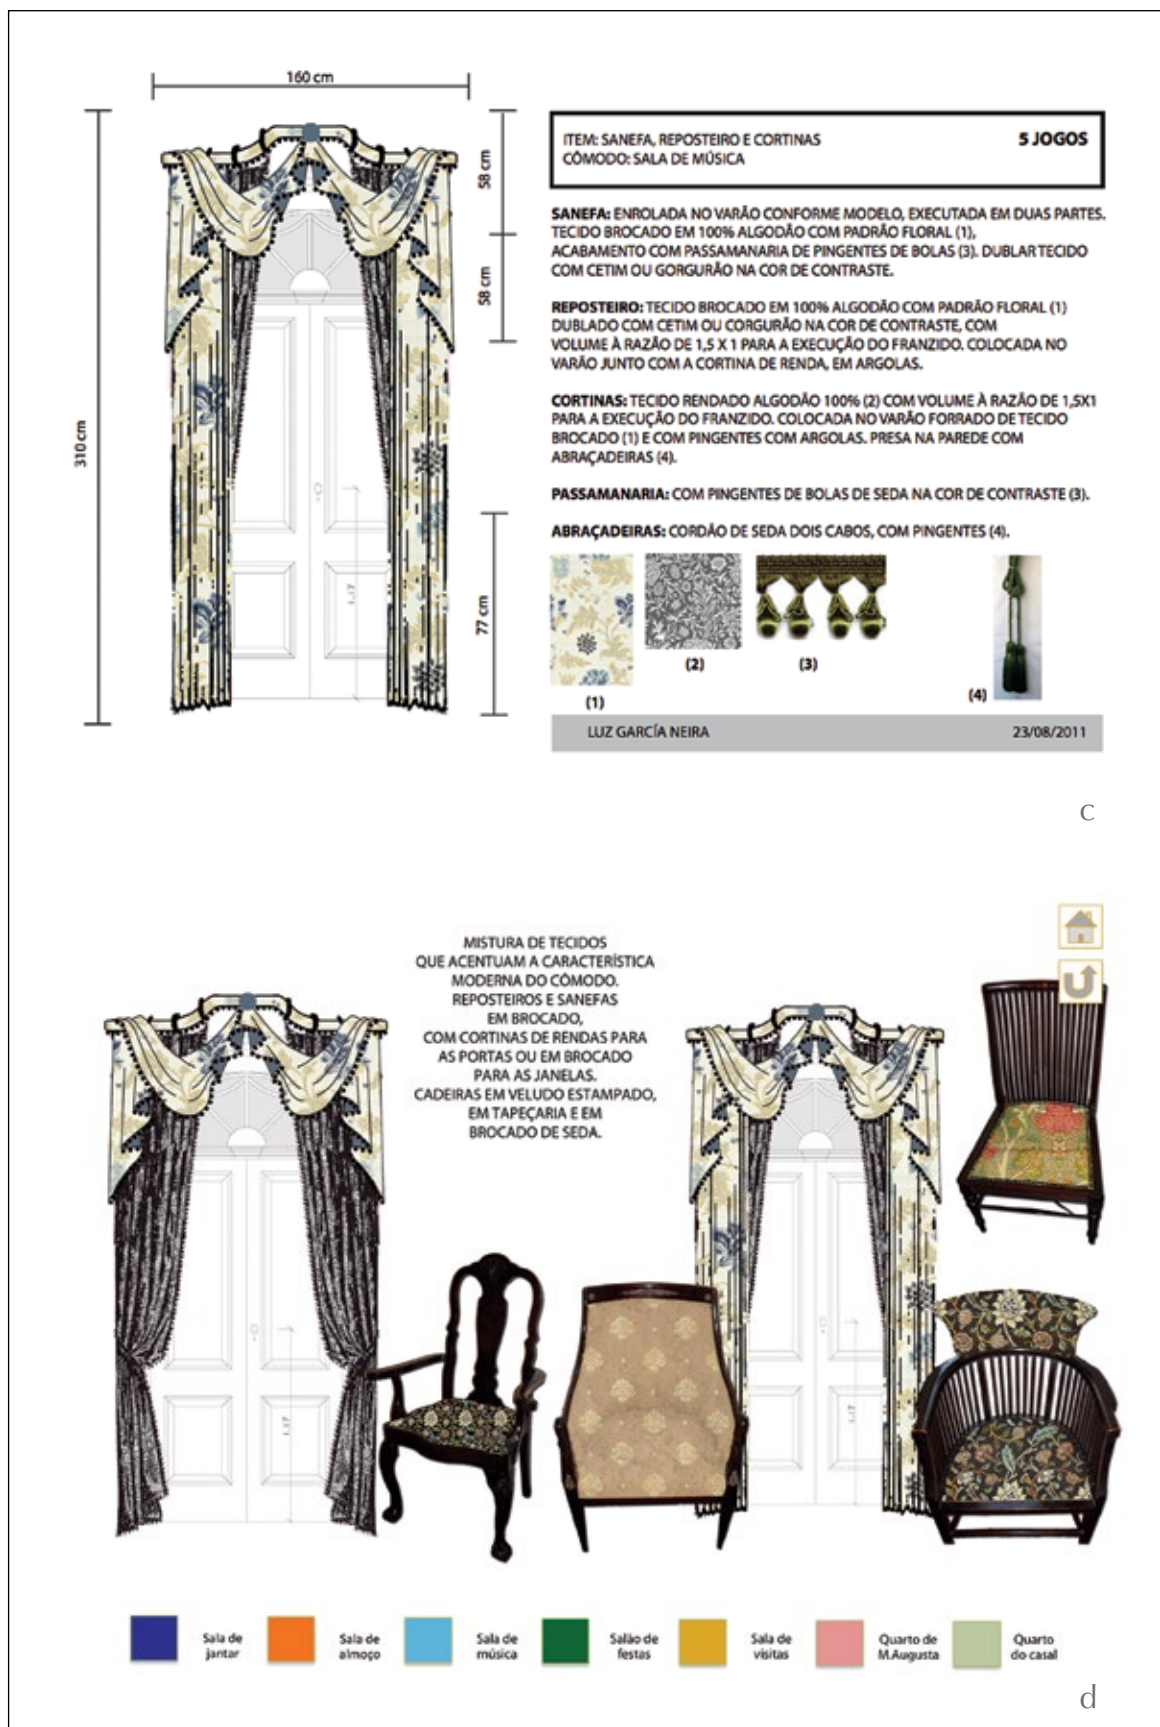 160 cm
58 cm
58 cm
310 cm
77 cm
1,17
ITEM: SANEFA, REPOSTEIRO E CORTINAS 5 JOGOS
CÔMODO: SALA DE MÚSICA
SANEFA: ENROLADA NO VARÃO CONFORME MODELO, EXECUTADA EM DUAS PARTES.
TECIDO BROCADO EM 100% ALGODÃO COM PADRÃO FLORAL (1),
ACABAMENTO COM PASSAMANARIA DE PINGENTES DE BOLAS (3). DUBLAR TECIDO
COM CETIM OU GORGURÃO NA COR DE CONTRASTE.
REPOSTEIRO: TECIDO BROCADO EM 100% ALGODÃO COM PADRÃO FLORAL (1)
DUBLADO COM CETIM OU CORGURÃO NA COR DE CONTRASTE, COM
VOLUME À RAZÃO DE 1,5 X 1 PARA A EXECUÇÃO DO FRANZIDO. COLOCADA NO
VARÃO JUNTO COM A CORTINA DE RENDA, EM ARGOLAS.
CORTINAS: TECIDO RENDADO ALGODÃO 100% (2) COM VOLUME À RAZÃO DE 1,5X1
PARA A EXECUÇÃO DO FRANZIDO. COLOCADA NO VARÃO FORRADO DE TECIDO
BROCADO (1) E COM PINGENTES COM ARGOLAS. PRESA NA PAREDE COM
ABRAÇADEIRAS (4).
PASSAMANARIA: COM PINGENTES DE BOLAS DE SEDA NA COR DE CONTRASTE (3).
ABRAÇADEIRAS: CORDÃO DE SEDA DOIS CABOS, COM PINGENTES (4).
(1)
(2)
(3)
(4)
LUZ GARCÍA NEIRA 23/08/2011
c
MISTURA DE TECIDOS
QUE ACENTUAM A CARACTERÍSTICA
MODERNA DO CÔMODO.
REPOSTEIROS E SANEFAS
EM BROCADO,
COM CORTINAS DE RENDAS PARA
AS PORTAS OU EM BROCADO
PARA AS JANELAS.
CADEIRAS EM VELUDO ESTAMPADO,
EM TAPEÇARIA E EM
BROCADO DE SEDA.
1,17
1,17
Sala de
jantar
Sala de
almoço
Sala de
música
Salão de
festas
Sala de
visitas
Quarto de
M.Augusta
Quarto
do casal
d